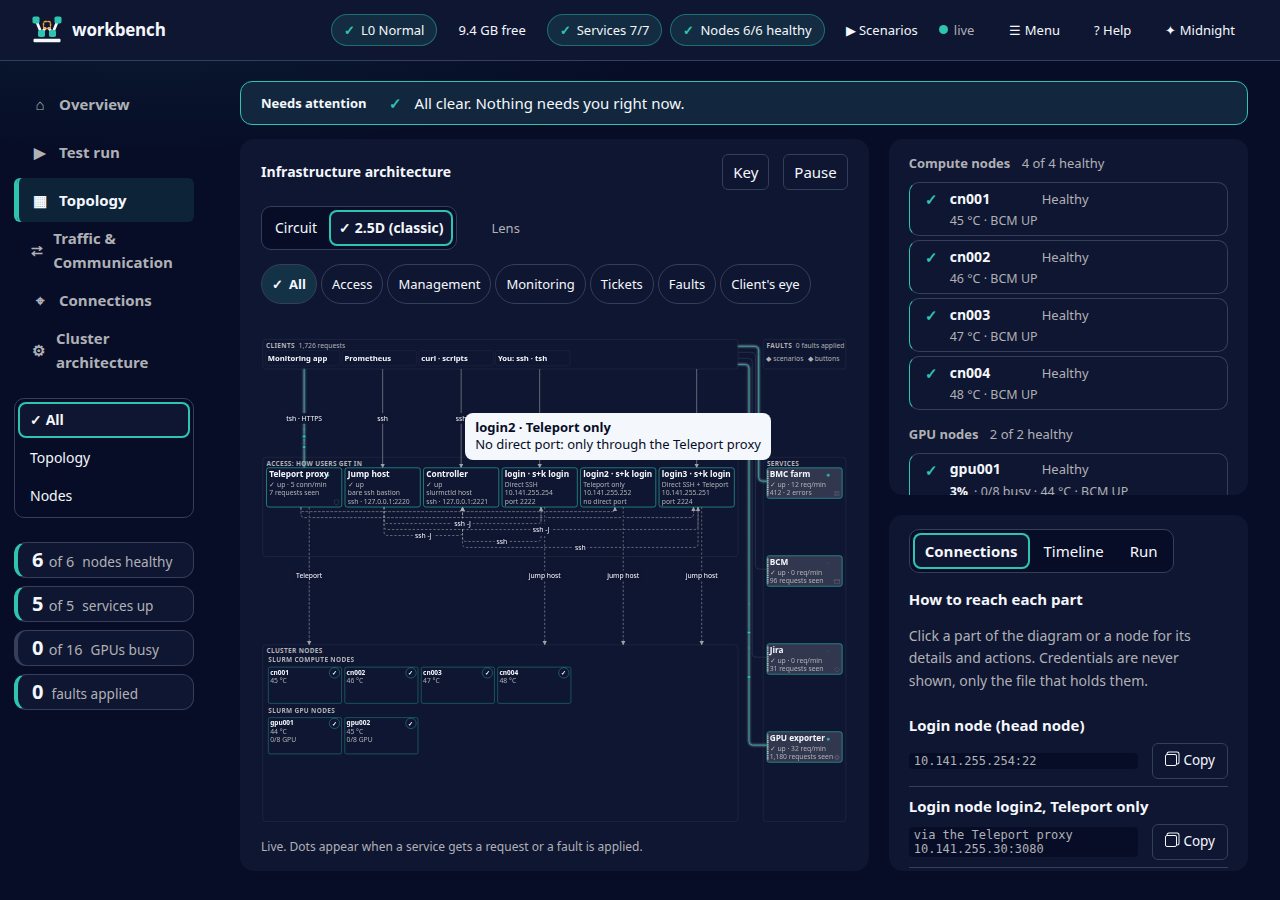 workbench
✓ L0 Normal
9.4 GB free
✓ Services 7/7
✓ Nodes 6/6 healthy
▶ Scenarios
live
☰ Menu
? Help
✦ Midnight
Overview
Test run
Topology
Traffic &
Communication
Connections
Cluster
architecture
✓ All
Topology
Nodes
6 of 6 nodes healthy
5 of 5 services up
0 of 16 GPUs busy
0 faults applied
Needs attention
✓ All clear. Nothing needs you right now.
Infrastructure architecture
Key
Pause
Circuit
✓ 2.5D (classic)
Lens
✓ All
Access
Management
Monitoring
Tickets
Faults
Client's eye
CLIENTS 1,726 requests
Monitoring app
Prometheus
curl · scripts
You: ssh · tsh
FAULTS 0 faults applied
◆ scenarios ◆ buttons
tsh · HTTPS
ssh
ssh
login2 · Teleport only
No direct port: only through the Teleport proxy
ACCESS: HOW USERS GET IN
Teleport proxy
✓ up · 5 conn/min
7 requests seen
Jump host
✓ up
bare ssh bastion
ssh · 127.0.0.1:2220
Controller
✓ up
slurmctld host
ssh · 127.0.0.1:2221
login · s+k login
Direct SSH
10.141.255.254
port 2222
login2 · s+k login
Teleport only
10.141.255.252
no direct port
login3 · s+k login
Direct SSH + Teleport
10.141.255.251
port 2224
ssh -J
ssh -J
ssh -J
ssh
ssh
Teleport
jump host
jump host
jump host
SERVICES
BMC farm
✓ up · 12 req/min
412 · 2 errors
BCM
✓ up · 0 req/min
96 requests seen
Jira
✓ up · 0 req/min
31 requests seen
GPU exporter
✓ up · 32 req/min
1,180 requests seen
CLUSTER NODES
SLURM COMPUTE NODES
cn001 ✓
45 °C
cn002 ✓
46 °C
cn003 ✓
47 °C
cn004 ✓
48 °C
SLURM GPU NODES
gpu001 ✓
44 °C
0/8 GPU
gpu002 ✓
45 °C
0/8 GPU
Live. Dots appear when a service gets a request or a fault is applied.
Compute nodes 4 of 4 healthy
✓ cn001 Healthy
45 °C · BCM UP
✓ cn002 Healthy
46 °C · BCM UP
✓ cn003 Healthy
47 °C · BCM UP
✓ cn004 Healthy
48 °C · BCM UP
GPU nodes 2 of 2 healthy
✓ gpu001 Healthy
3% · 0/8 busy · 44 °C · BCM UP
Connections
Timeline
Run
How to reach each part
Click a part of the diagram or a node for its
details and actions. Credentials are never
shown, only the file that holds them.
Login node (head node)
10.141.255.254:22
Copy
Login node login2, Teleport only
via the Teleport proxy
10.141.255.30:3080
Copy